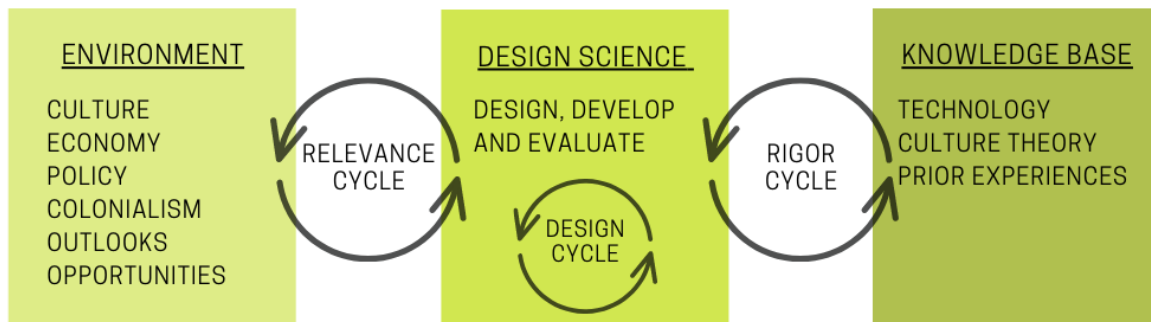 ENVIRONMENT
CULTURE
ECONOMY
POLICY
COLONIALISM
OUTLOOKS
OPPORTUNITIES
RELEVANCE
CYCLE
DESIGN SCIENCE
DESIGN, DEVELOP
AND EVALUATE
DESIGN
CYCLE
RIGOR
CYCLE
KNOWLEDGE BASE
TECHNOLOGY
CULTURE THEORY
PRIOR EXPERIENCES